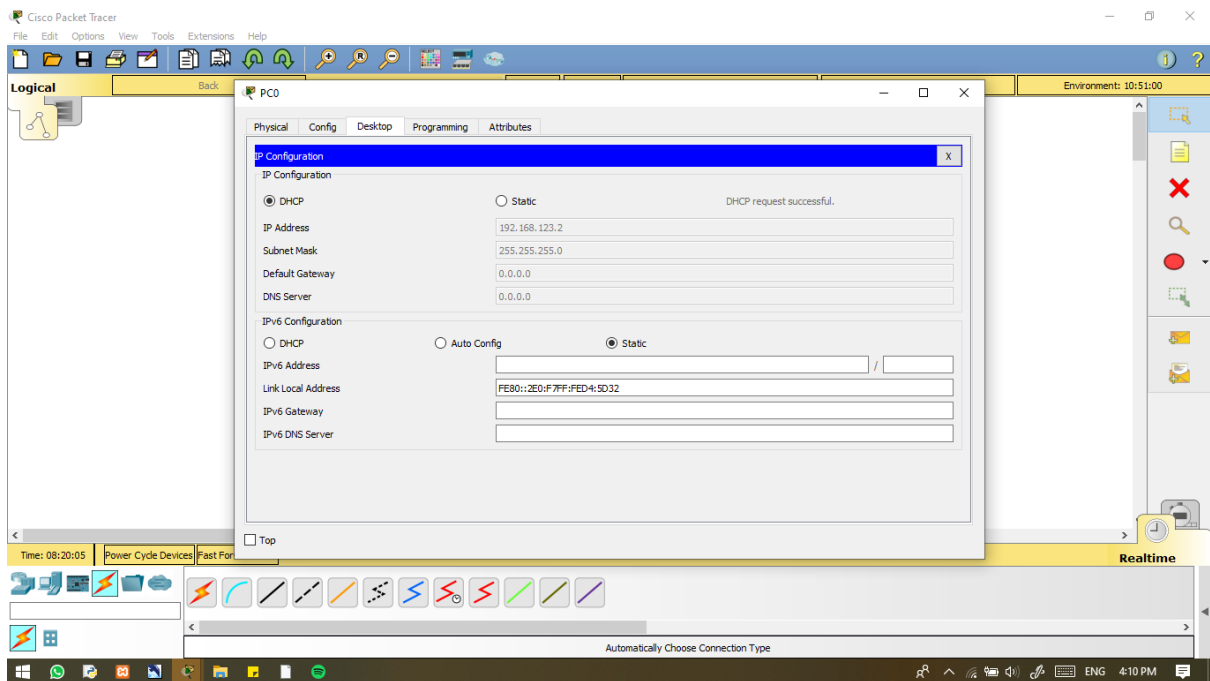 Cisco Packet Tracer
File Edit Options View Tools Extensions Help
Logical
Back
Environment: 10:51:00
PC0
Physical Config Desktop Programming Attributes
IP Configuration
X
IP Configuration
DHCP Static DHCP request successful.
IP Address 192.168.123.2
Subnet Mask 255.255.255.0
Default Gateway 0.0.0.0
DNS Server 0.0.0.0
IPv6 Configuration
DHCP Auto Config Static
IPv6 Address /
Link Local Address FE80::2E0:F7FF:FED4:5D32
IPv6 Gateway
IPv6 DNS Server
Top
Time: 08:20:05 Power Cycle Devices Fast For
Realtime
Automatically Choose Connection Type
ENG 4:10 PM